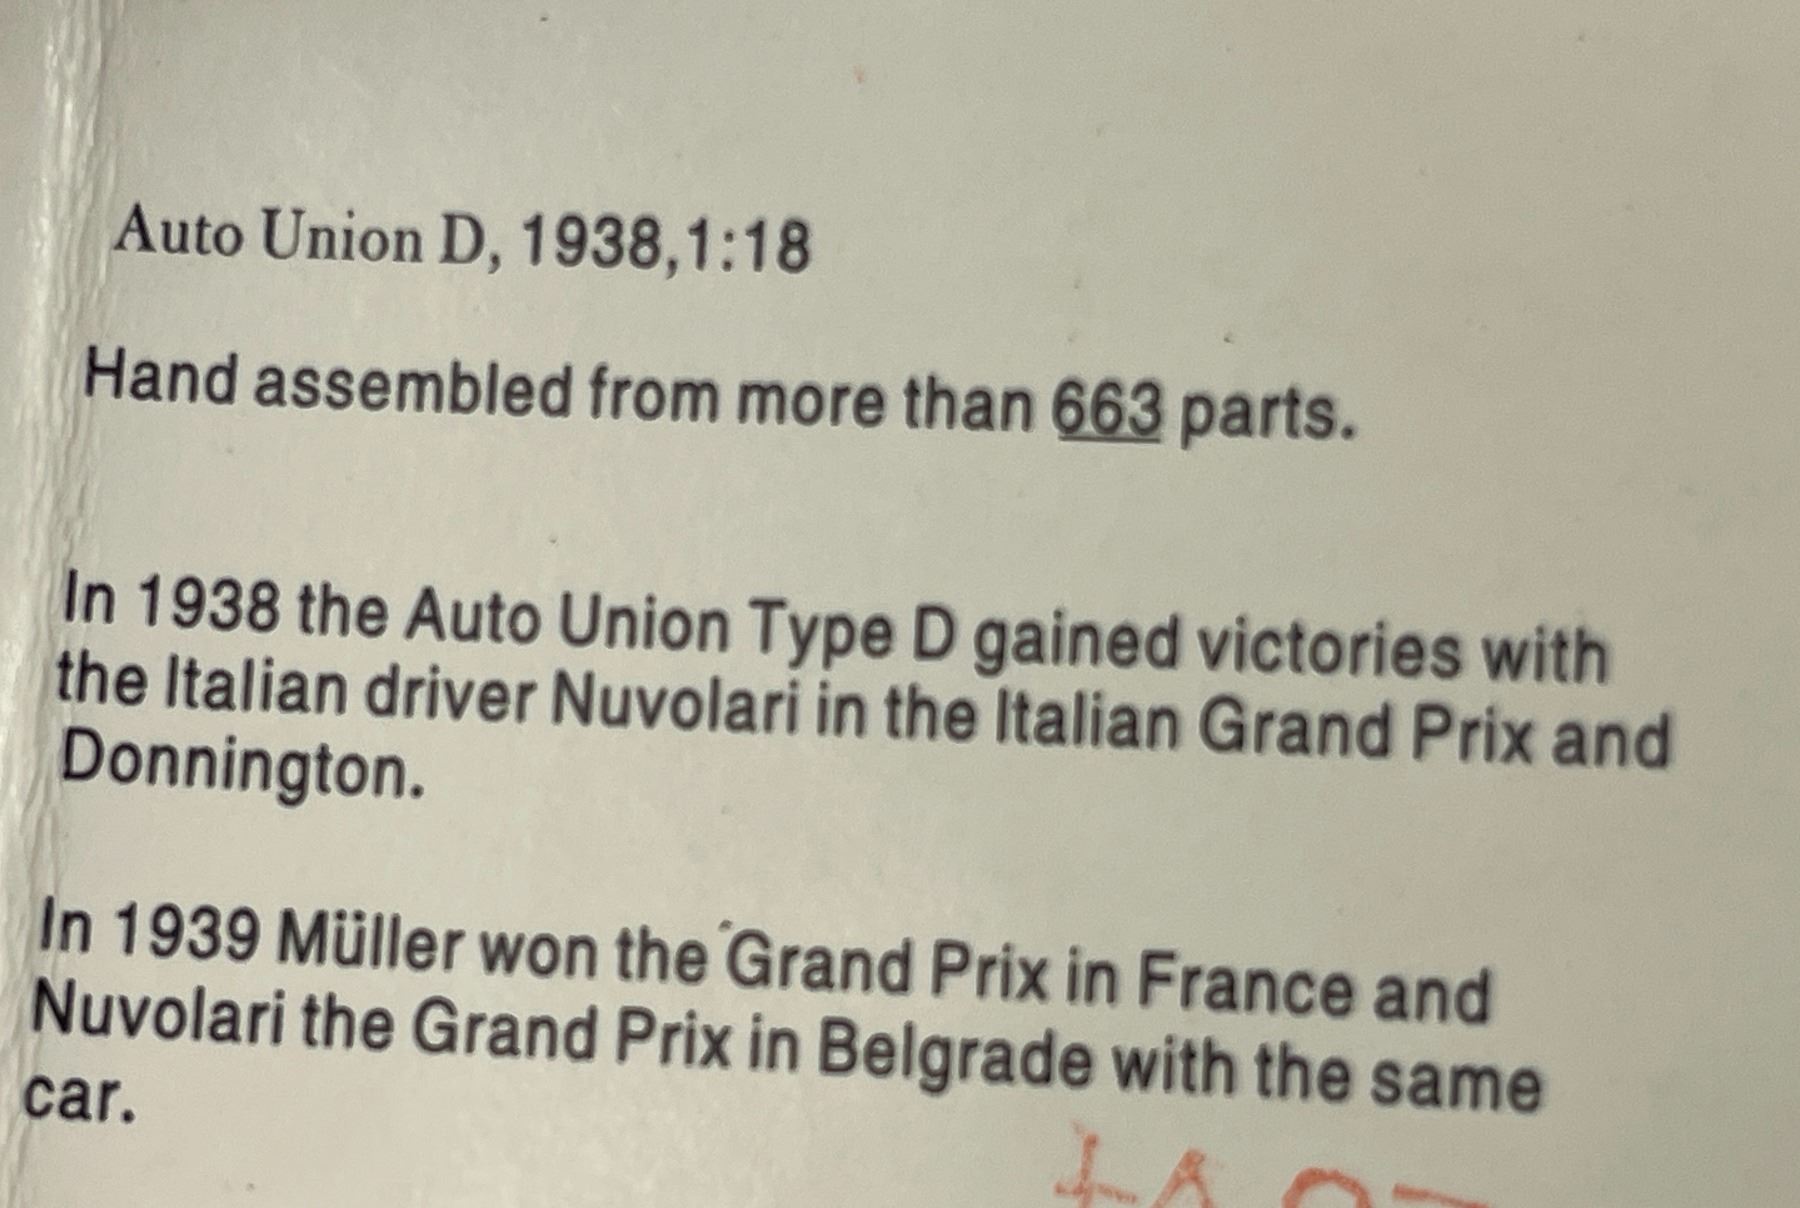 Auto Union D, 1938,1:18
Hand assembled from more than 663 parts.
In 1938 the Auto Union Type D gained victories with
the Italian driver Nuvolari in the Italian Grand Prix and
Donnington.
In 1939 Müller won the Grand Prix in France and
Nuvolari the Grand Prix in Belgrade with the same
car.